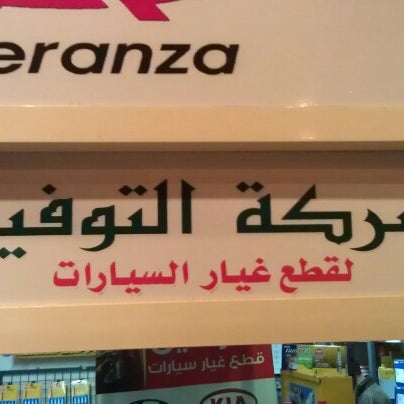 eranza
ركة التوفي
لقطع غيار السيارات
قطع غيار سيارات
KIA